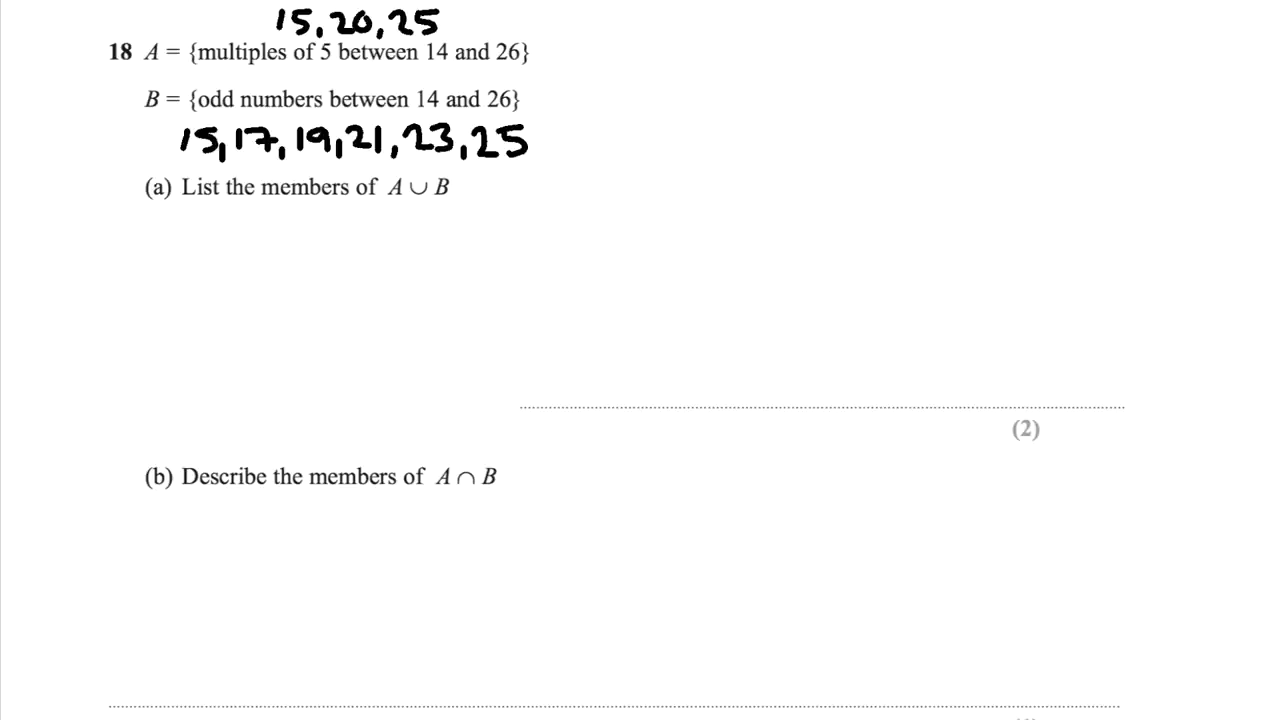 15, 20, 25
18 A = {multiples of 5 between 14 and 26}
B = {odd numbers between 14 and 26}
15, 17, 19, 21, 23, 25
(a) List the members of A ∪ B
(2)
(b) Describe the members of A ∩ B